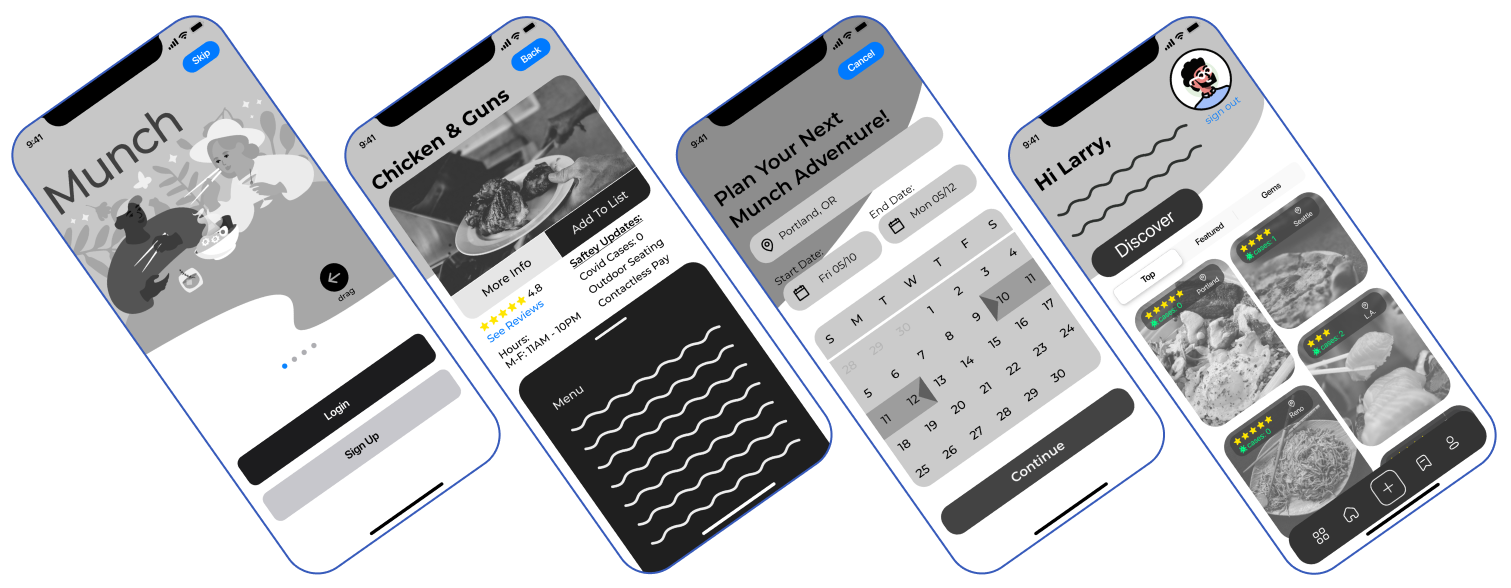 9:41
Skip
Munch
drag
Login
Sign Up
9:41
Back
Chicken & Guns
More Info
Add To List
4.8
See Reviews
Hours:
M-F: 11AM - 10PM
Saftey Updates:
Covid Cases: 0
Outdoor Seating
Contactless Pay
Menu
9:41
Cancel
Plan Your Next
Munch Adventure!
Portland, OR
Start Date:
Fri 05/10
End Date:
Mon 05/12
S M T W T F S
28 29 30 1 2 3 4
5 6 7 8 9 10 11
11 12 13 14 15 16 17
18 19 20 21 22 23 24
25 26 27 28 29 30
Continue
9:41
sign out
Hi Larry,
Discover
Top
Featured
Gems
Portland
cases: 0
Seattle
cases: 1
L.A.
cases: 2
Reno
cases: 0